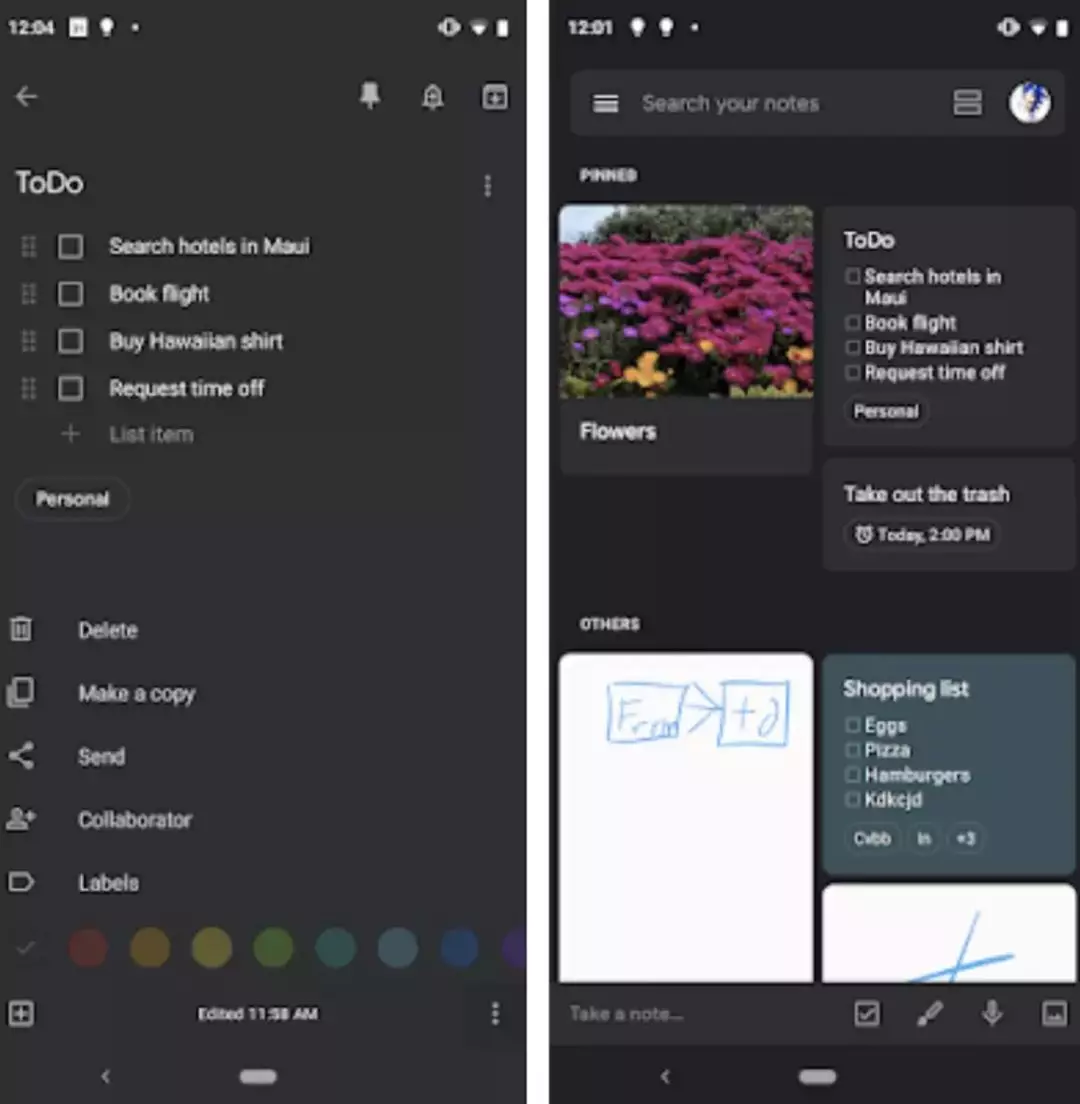 12:04
ToDo
Search hotels in Maui
Book flight
Buy Hawaiian shirt
Request time off
List item
Personal
Delete
Make a copy
Send
Collaborator
Labels
Edited 11:58 AM
12:01
Search your notes
PINNED
Flowers
ToDo
Search hotels in
Maui
Book flight
Buy Hawaiian shirt
Request time off
Personal
Take out the trash
Today, 2:00 PM
OTHERS
From
Shopping list
Eggs
Pizza
Hamburgers
Kdkcjd
Cvbb In +3
Take a note...